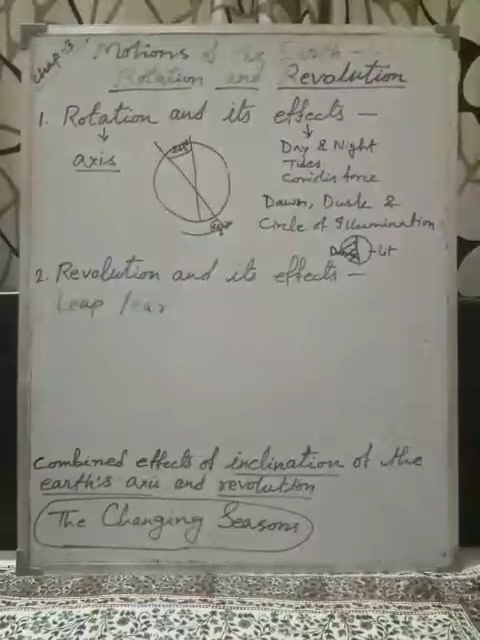 Chap-3 Motions of the Earth -
Rotation and Revolution
1. Rotation and its effects -
axis
Day & Night
Tides
Coriolis force
Dawn, Dusk &
Circle of Illumination
Lit
2. Revolution and its effects -
Leap Year
Combined effects of inclination of the
earth's axis and revolution
The Changing Seasons